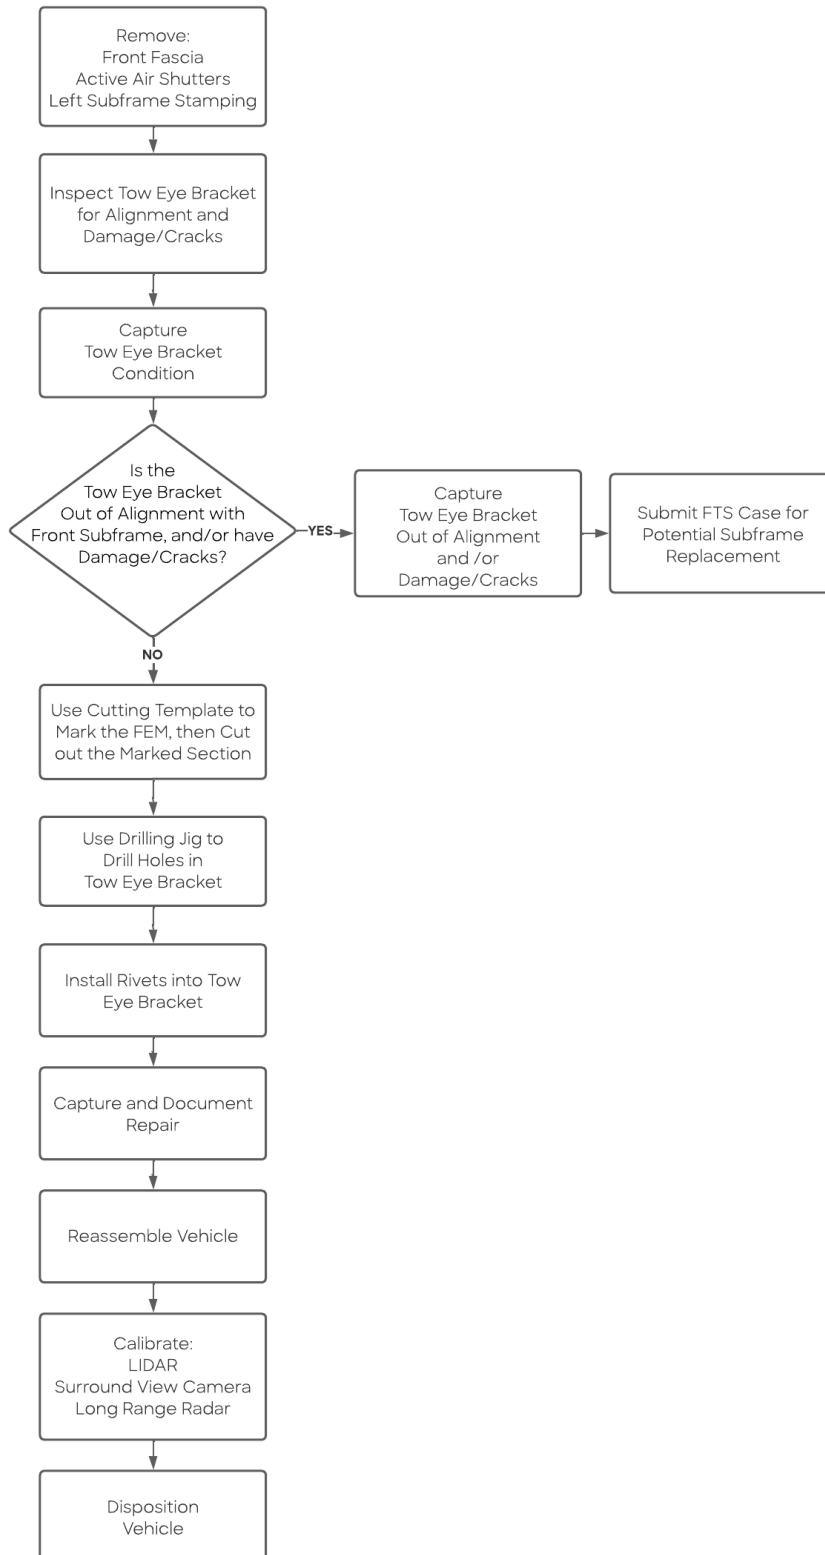 Remove:
Front Fascia
Active Air Shutters
Left Subframe Stamping
Inspect Tow Eye Bracket
for Alignment and
Damage/Cracks
Capture
Tow Eye Bracket
Condition
Is the
Tow Eye Bracket
Out of Alignment with
Front Subframe, and/or have
Damage/Cracks?
YES
Capture
Tow Eye Bracket
Out of Alignment
and /or
Damage/Cracks
Submit FTS Case for
Potential Subframe
Replacement
NO
Use Cutting Template to
Mark the FEM, then Cut
out the Marked Section
Use Drilling Jig to
Drill Holes in
Tow Eye Bracket
Install Rivets into Tow
Eye Bracket
Capture and Document
Repair
Reassemble Vehicle
Calibrate:
LIDAR
Surround View Camera
Long Range Radar
Disposition
Vehicle